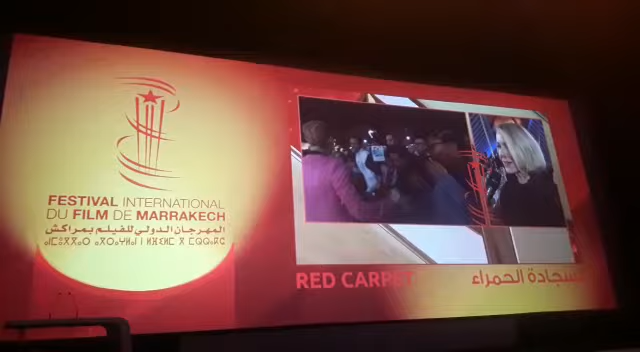 FESTIVAL INTERNATIONAL
DU FILM DE MARRAKECH
المهرجان الدولي للفيلم بمراكش
RED CARPET
السجادة الحمراء